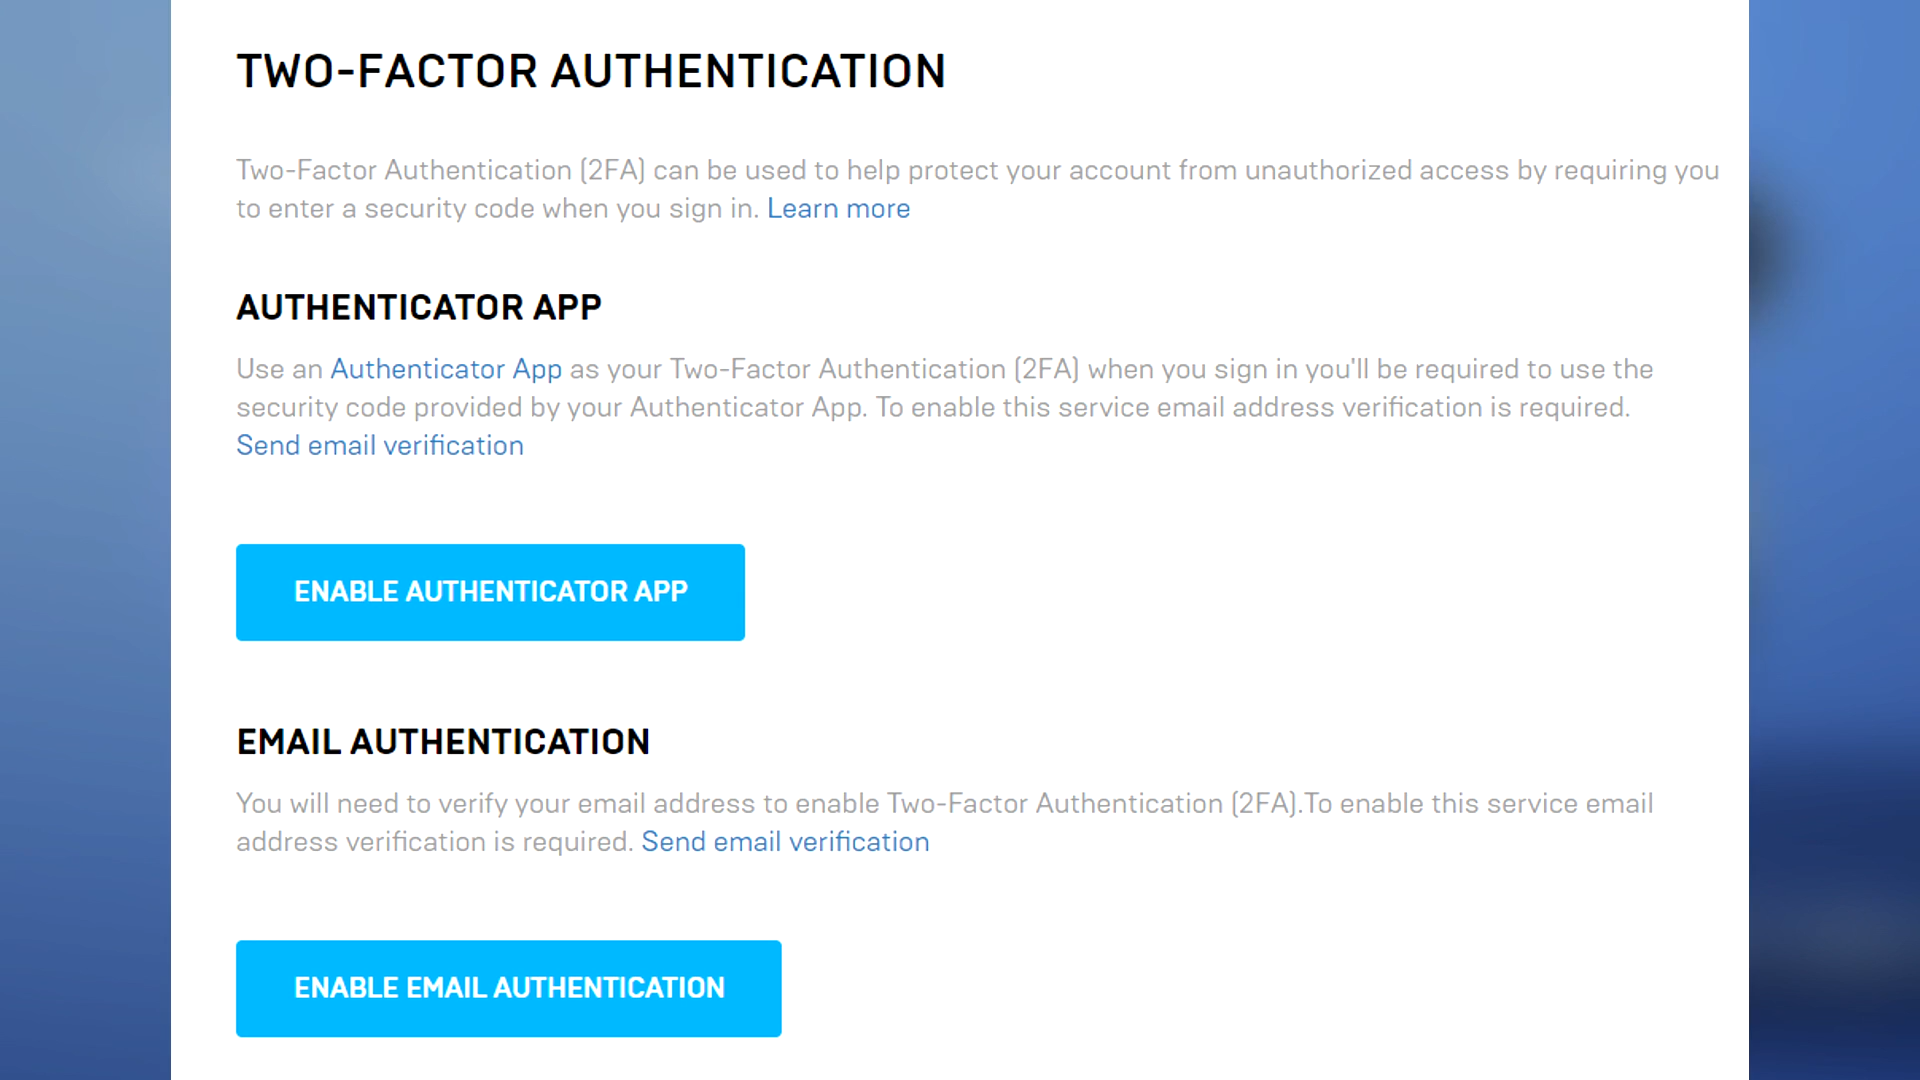 TWO-FACTOR AUTHENTICATION
Two-Factor Authentication (2FA) can be used to help protect your account from unauthorized access by requiring you
to enter a security code when you sign in. Learn more
AUTHENTICATOR APP
Use an Authenticator App as your Two-Factor Authentication (2FA) when you sign in you'll be required to use the
security code provided by your Authenticator App. To enable this service email address verification is required.
Send email verification
ENABLE AUTHENTICATOR APP
EMAIL AUTHENTICATION
You will need to verify your email address to enable Two-Factor Authentication (2FA).To enable this service email
address verification is required. Send email verification
ENABLE EMAIL AUTHENTICATION